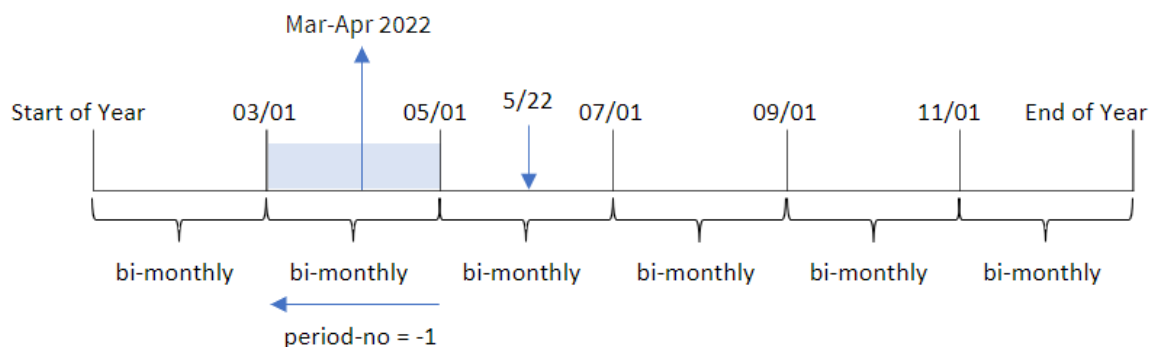 Mar-Apr 2022
Start of Year
03/01
05/01
5/22
07/01
09/01
11/01
End of Year
bi-monthly
bi-monthly
bi-monthly
bi-monthly
bi-monthly
bi-monthly
period-no = -1